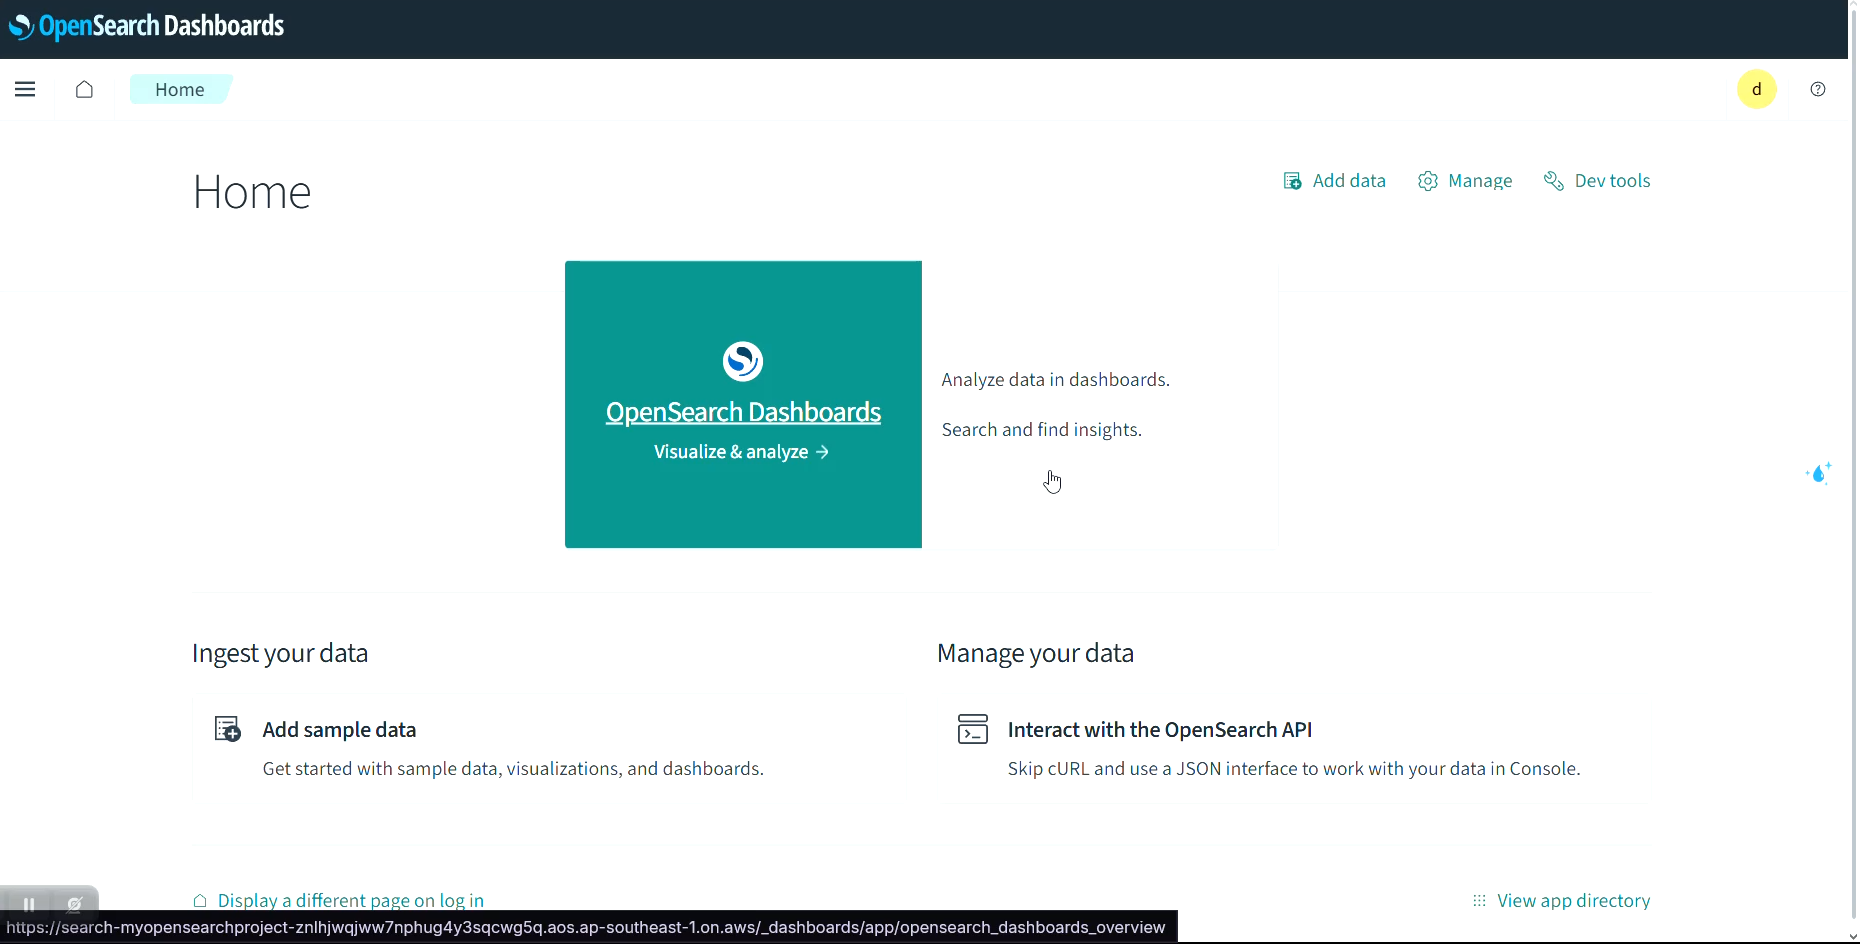 OpenSearch Dashboards
Home
d
Home
Add data
Manage
Dev tools
OpenSearch Dashboards
Visualize & analyze →
Analyze data in dashboards.
Search and find insights.
Ingest your data
Manage your data
Add sample data
Get started with sample data, visualizations, and dashboards.
Interact with the OpenSearch API
Skip cURL and use a JSON interface to work with your data in Console.
Display a different page on log in
View app directory
https://search-myopensearchproject-znlhjwqjww7nphug4y3sqcwg5q.aos.ap-southeast-1.on.aws/_dashboards/app/opensearch_dashboards_overview